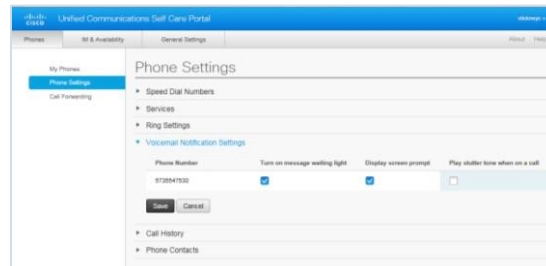 cisco Unified Communications Self Care Portal
Phones IM & Availability General Settings About Help
My Phones
Phone Settings
Call Forwarding
Phone Settings
Speed Dial Numbers
Services
Ring Settings
Voicemail Notification Settings
Phone Number Turn on message waiting light Display screen prompt Play stutter tone when on a call
Save Cancel
Call History
Phone Contacts